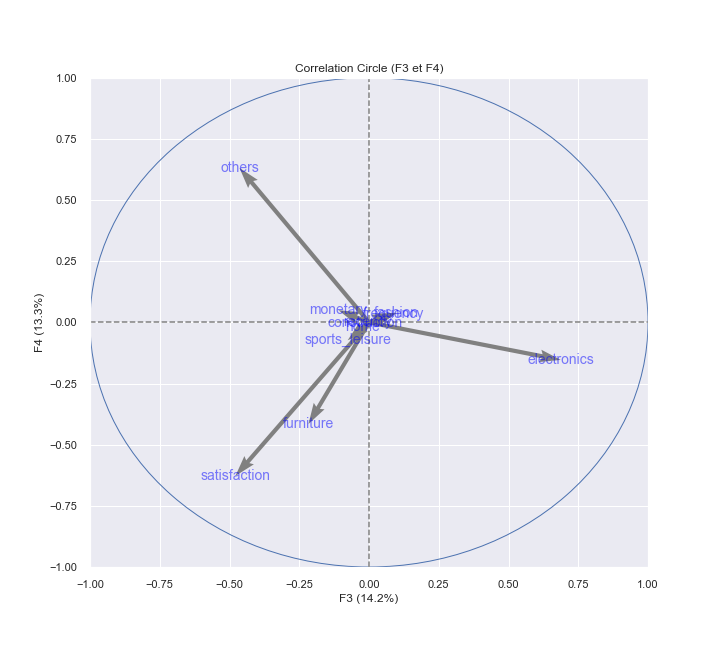 Correlation Circle (F3 et F4)
1.00
0.75
0.50
0.25
0.00
−0.25
−0.50
−0.75
−1.00
F4 (13.3%)
others
monetary
fashion
sports_leisure
electronics
furniture
satisfaction
−1.00
−0.75
−0.50
−0.25
0.00
0.25
0.50
0.75
1.00
F3 (14.2%)